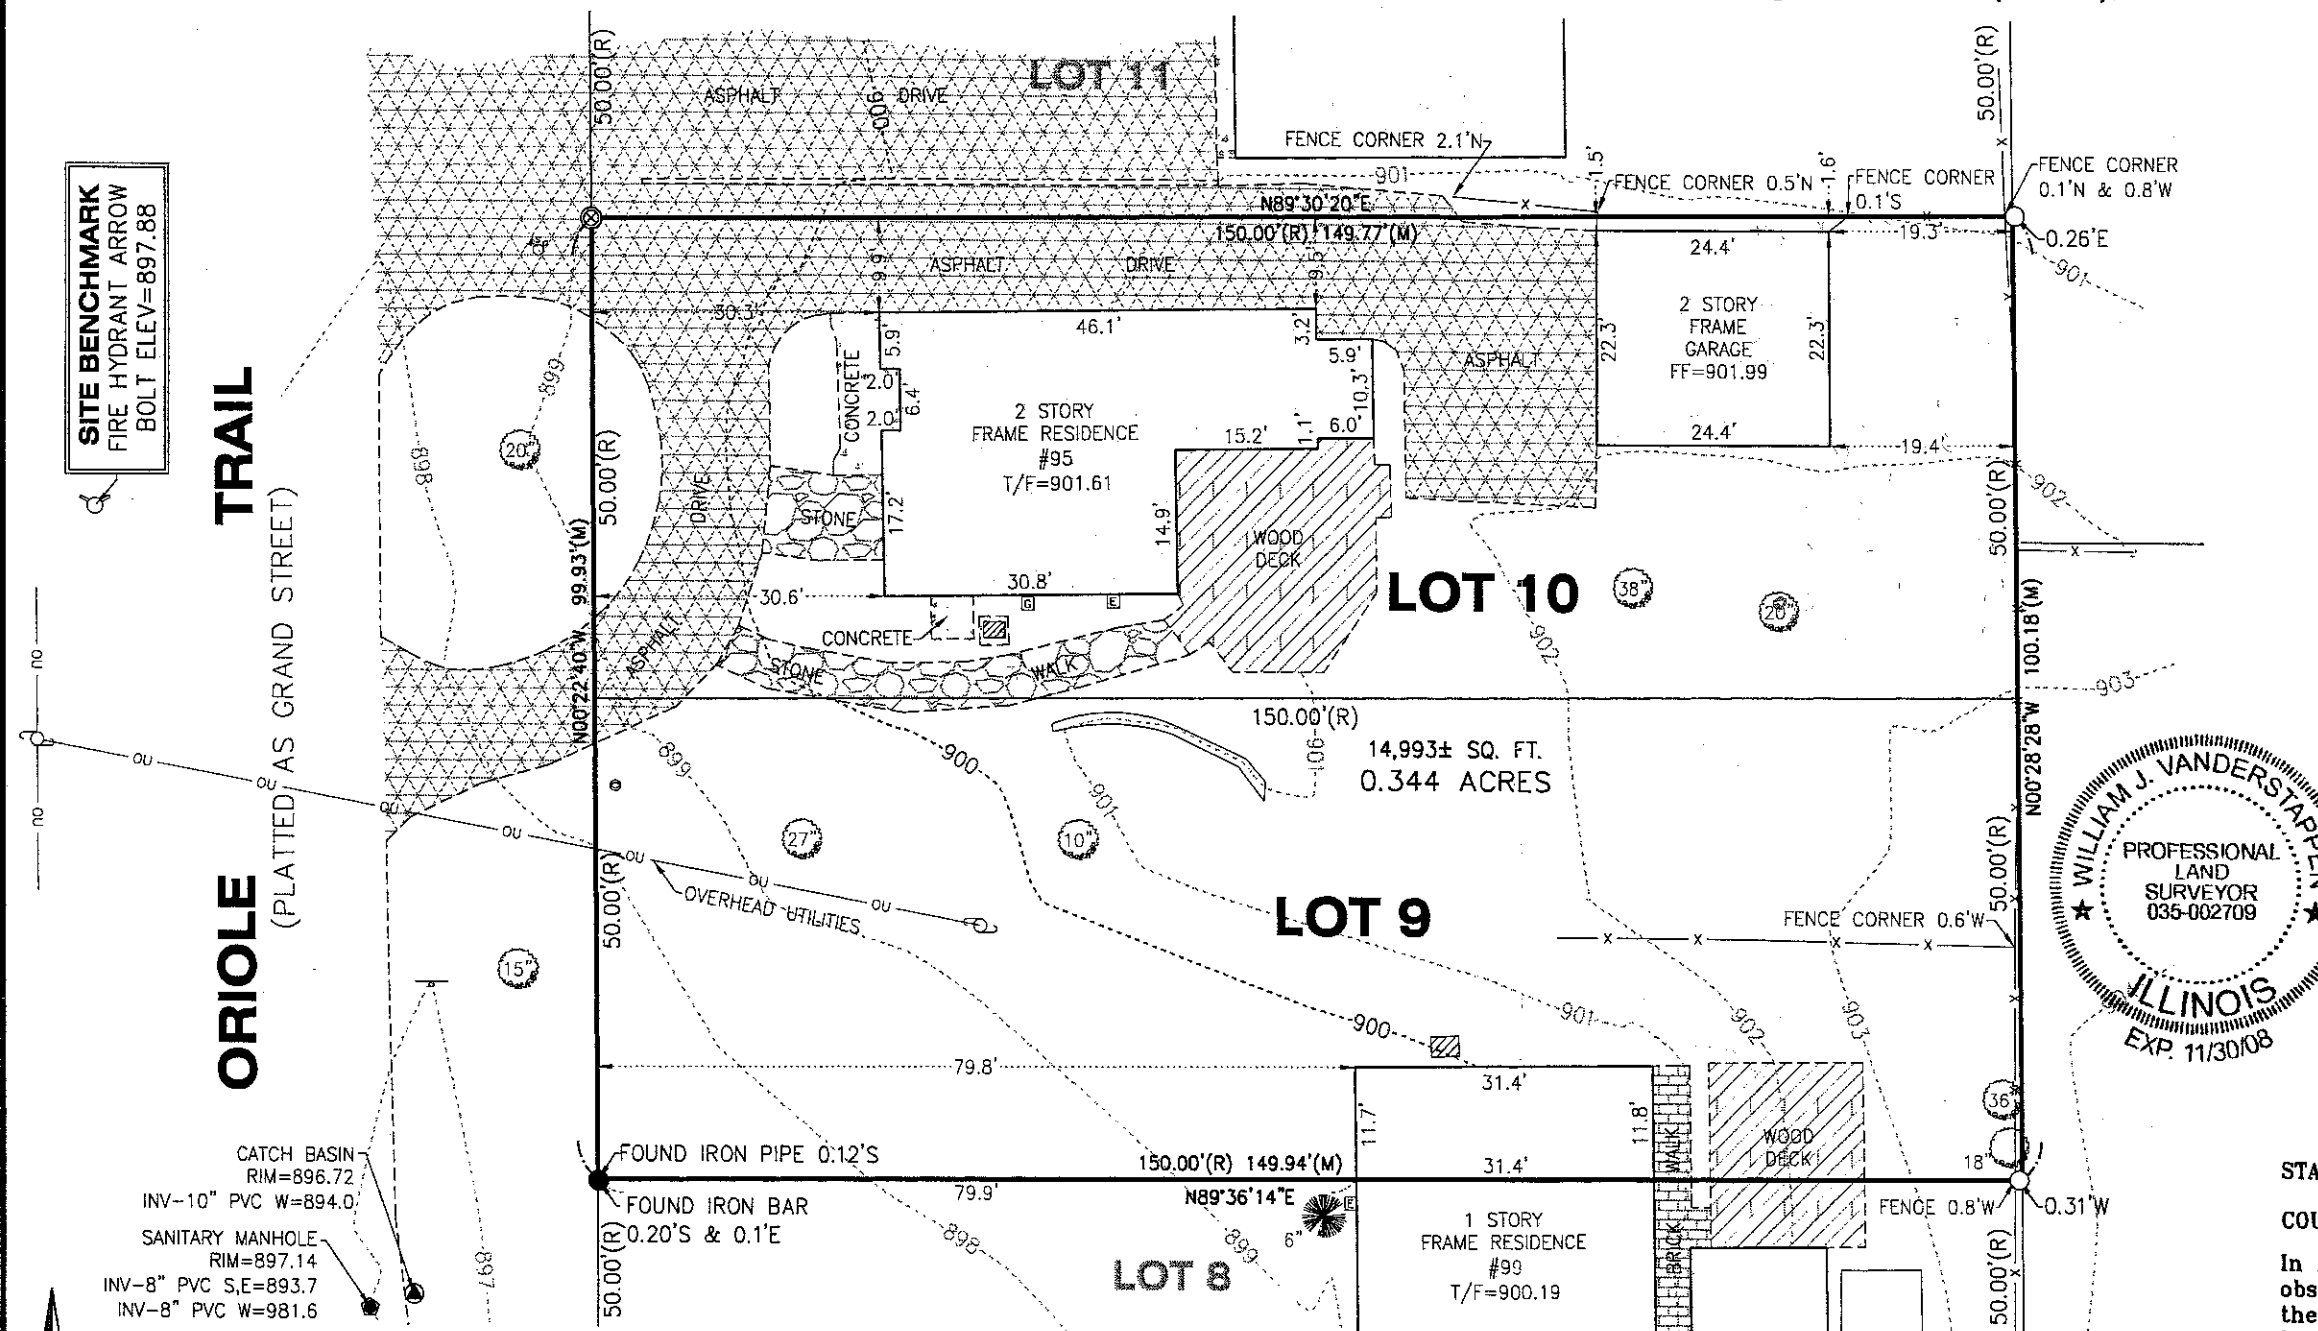 SITE BENCHMARK
FIRE HYDRANT ARROW
BOLT ELEV=897.88
ORIOLE TRAIL
(PLATTED AS GRAND STREET)
50.00'(R)
50.00'(R)
LOT 11
ASPHALT DRIVE
900
FENCE CORNER 2.1'N
901
1.5'
FENCE CORNER 0.5'N
1.6'
FENCE CORNER
0.1'S
FENCE CORNER
0.1'N & 0.8'W
0.26'E
901
N89°30'20"E
150.00'(R) 149.77'(M)
9.9'
9.5'
ASPHALT DRIVE
19.3'
24.4'
2 STORY
FRAME
GARAGE
FF=901.99
22.3'
22.3'
24.4'
19.4'
30.3'
46.1'
3.2'
5.9'
5.9'
2.0'
6.4'
2.0'
10.3'
CONCRETE
ASPHALT
2 STORY
FRAME RESIDENCE
#95
T/F=901.61
15.2'
1.1'
6.0'
899
898
20"
50.00'(R)
DRIVE
STONE
17.2'
14.9'
WOOD
DECK
99.93'(M)
N00°22'40"W
30.6'
30.8'
G
E
CONCRETE
ASPHALT
STONE WALK
LOT 10
38"
20"
902
902
50.00'(R)
100.18'(M)
N00°28'28"W
903
150.00'(R)
14,993± SQ. FT.
0.344 ACRES
899
900
901
901
OU
OU
OU
OU
OU
OU
OU
OU
OU
27"
10"
OVERHEAD UTILITIES
50.00'(R)
LOT 9
50.00'(R)
FENCE CORNER 0.6'W
15"
900
901
902
903
79.8'
31.4'
11.7'
11.8'
WALK
BRICK
WOOD
DECK
36"
18"
WILLIAM J. VANDERSTAPPEN
PROFESSIONAL
LAND
SURVEYOR
035-002709
ILLINOIS
EXP. 11/30/08
CATCH BASIN
RIM=896.72
INV-10" PVC W=894.0
SANITARY MANHOLE
RIM=897.14
INV-8" PVC S,E=893.7
INV-8" PVC W=981.6
FOUND IRON PIPE 0.12'S
FOUND IRON BAR
0.20'S & 0.1'E
150.00'(R) 149.94'(M)
N89°36'14"E
79.9'
31.4'
FENCE 0.8'W
0.31'W
897
898
899
6"
E
50.00'(R)
LOT 8
1 STORY
FRAME RESIDENCE
#99
T/F=900.19
50.00'(R)
In
the